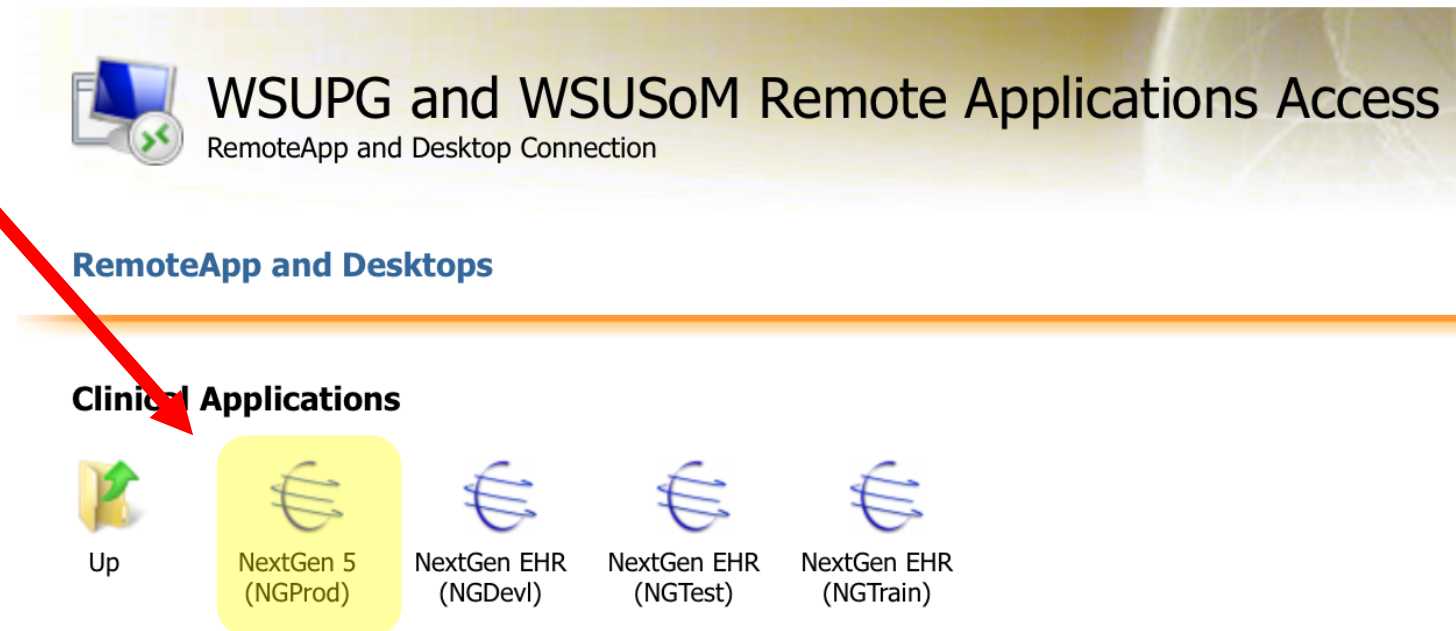 WSUPG and WSUSoM Remote Applications Access
RemoteApp and Desktop Connection
RemoteApp and Desktops
Clinical Applications
Up
NextGen 5
(NGProd)
NextGen EHR
(NGDevl)
NextGen EHR
(NGTest)
NextGen EHR
(NGTrain)